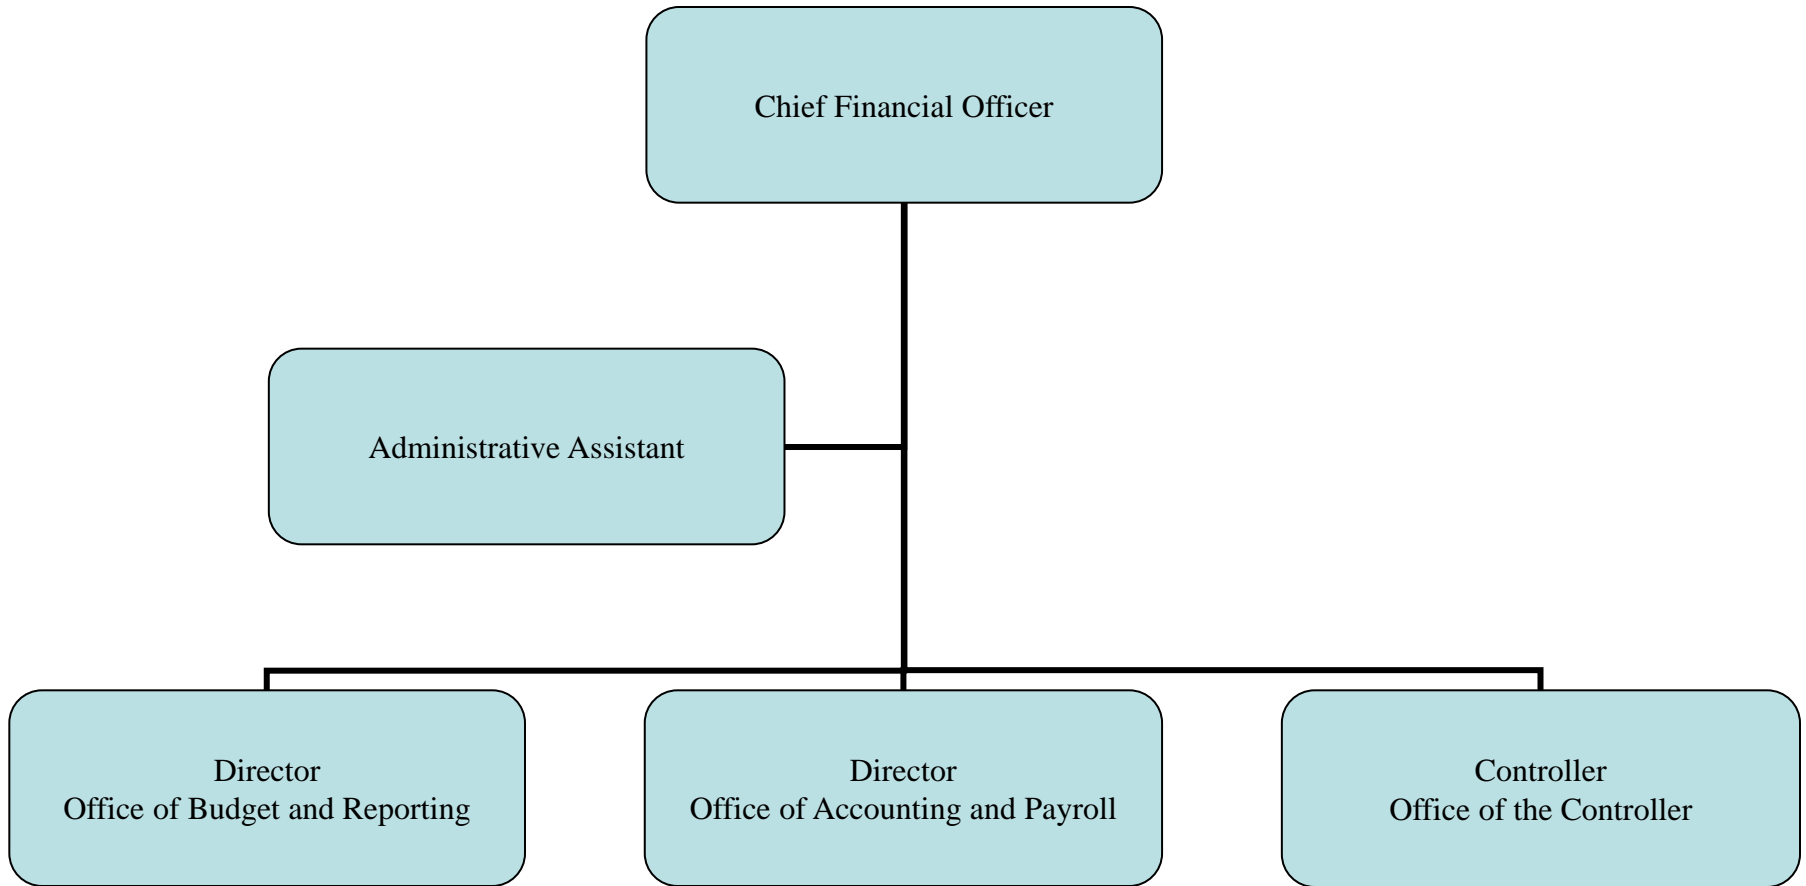 Chief Financial Officer
Administrative Assistant
Director
Office of Budget and Reporting
Director
Office of Accounting and Payroll
Controller
Office of the Controller